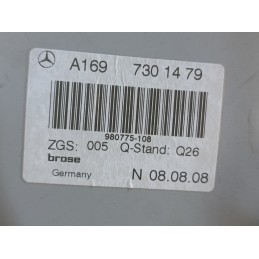 A169 730 14 79
980775-108
ZGS: 005 Q-Stand: Q26
brose
Germany N 08.08.08